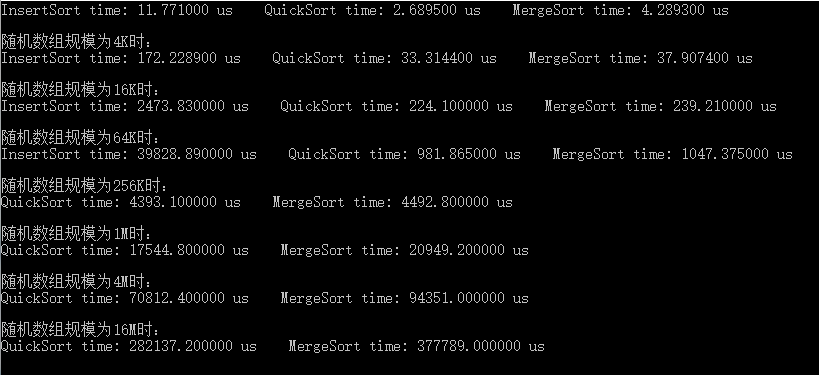 InsertSort time: 11.771000 us    QuickSort time: 2.689500 us    MergeSort time: 4.289300 us
随机数组规模为4K时:
InsertSort time: 172.228900 us    QuickSort time: 33.314400 us    MergeSort time: 37.907400 us
随机数组规模为16K时:
InsertSort time: 2473.830000 us    QuickSort time: 224.100000 us    MergeSort time: 239.210000 us
随机数组规模为64K时:
InsertSort time: 39828.890000 us    QuickSort time: 981.865000 us    MergeSort time: 1047.375000 us
随机数组规模为256K时:
QuickSort time: 4393.100000 us    MergeSort time: 4492.800000 us
随机数组规模为1M时:
QuickSort time: 17544.800000 us    MergeSort time: 20949.200000 us
随机数组规模为4M时:
QuickSort time: 70812.400000 us    MergeSort time: 94351.000000 us
随机数组规模为16M时:
QuickSort time: 282137.200000 us    MergeSort time: 377789.000000 us